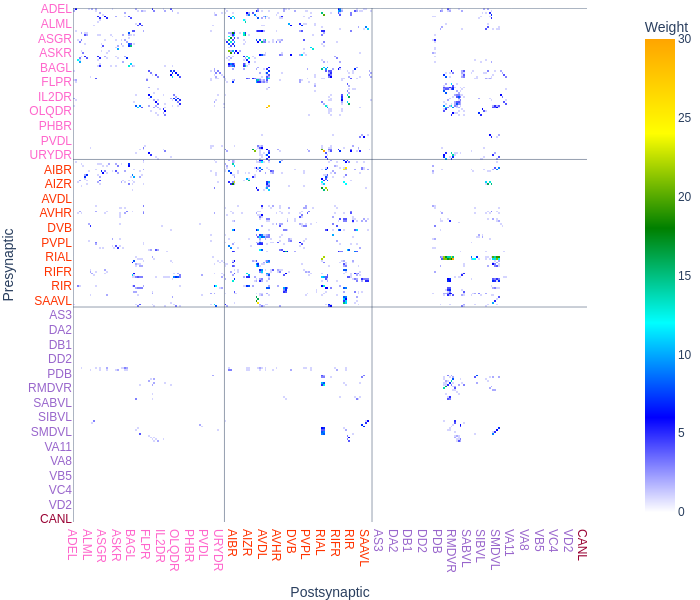 Weight
ADEL
ALML
ASGR
ASKR
BAGL
FLPR
IL2DR
OLQDR
PHBR
PVDL
URYDR
AIBR
AIZR
AVDL
AVHR
DVB
PVPL
RIAL
RIFR
RIR
SAAVL
AS3
DA2
DB1
DD2
PDB
RMDVR
SABVL
SIBVL
SMDVL
VA11
VA8
VB5
VC4
VD2
CANL
Presynaptic
30
25
20
15
10
5
0
ADEL
ALML
ASGR
ASKR
BAGL
FLPR
IL2DR
OLQDR
PHBR
PVDL
URYDR
AIBR
AIZR
AVDL
AVHR
DVB
PVPL
RIAL
RIFR
RIR
SAAVL
AS3
DA2
DB1
DD2
PDB
RMDVR
SABVL
SIBVL
SMDVL
VA11
VA8
VB5
VC4
VD2
CANL
Postsynaptic